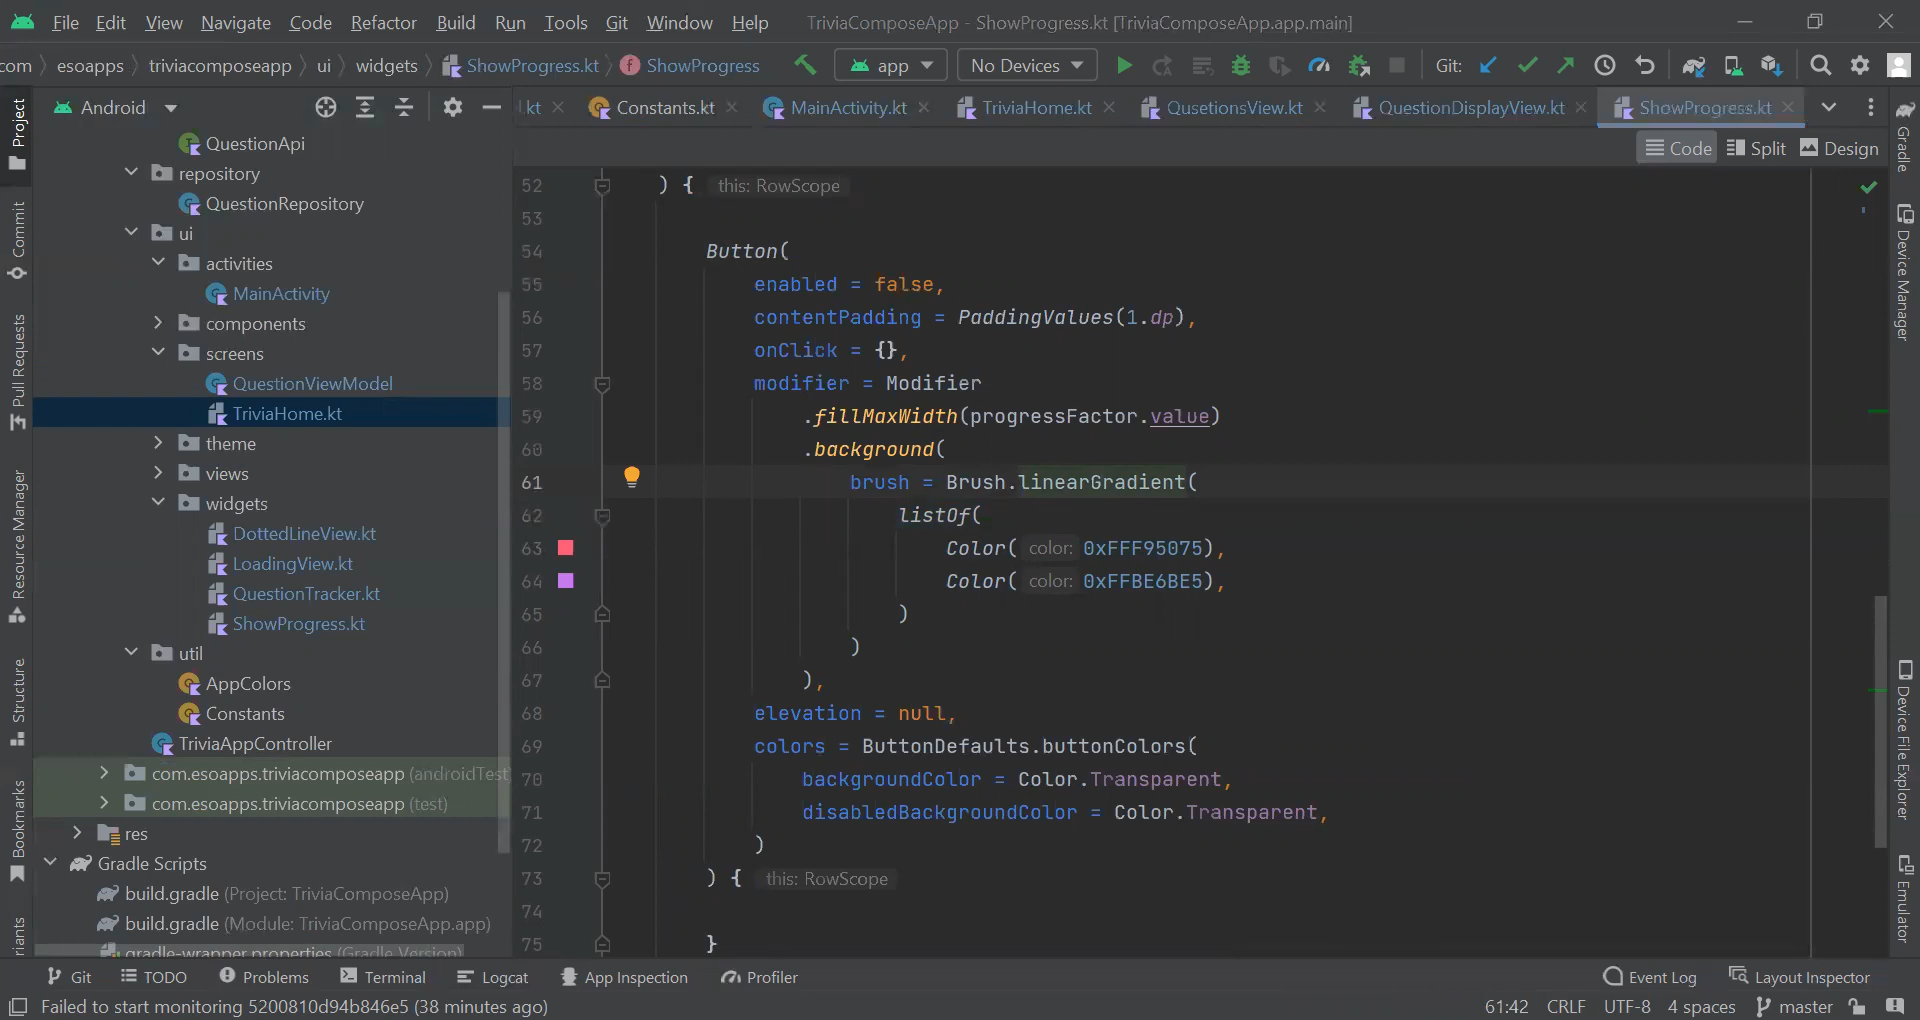 File Edit View Navigate Code Refactor Build Run Tools Git Window Help TriviaComposeApp - ShowProgress.kt [TriviaComposeApp.app.main]
com esoapps triviacomposeapp ui widgets ShowProgress.kt ShowProgress app No Devices Git:
Android
.kt Constants.kt MainActivity.kt TriviaHome.kt QusetionsView.kt QuestionDisplayView.kt ShowProgress.kt
Code Split Design
Project
Commit
Pull Requests
Resource Manager
Structure
Bookmarks
riants
QuestionApi
repository
QuestionRepository
ui
activities
MainActivity
components
screens
QuestionViewModel
TriviaHome.kt
theme
views
widgets
DottedLineView.kt
LoadingView.kt
QuestionTracker.kt
ShowProgress.kt
util
AppColors
Constants
TriviaAppController
com.esoapps.triviacomposeapp (androidTest)
com.esoapps.triviacomposeapp (test)
res
Gradle Scripts
build.gradle (Project: TriviaComposeApp)
build.gradle (Module: TriviaComposeApp.app)
gradle-wrapper.properties (Gradle Version)
52 ) { this: RowScope
53
54 Button(
55 enabled = false,
56 contentPadding = PaddingValues(1.dp),
57 onClick = {},
58 modifier = Modifier
59 .fillMaxWidth(progressFactor.value)
60 .background(
61 brush = Brush.linearGradient(
62 listOf(
63 Color( color: 0xFFF95075),
64 Color( color: 0xFFBE6BE5),
65 )
66 )
67 ),
68 elevation = null,
69 colors = ButtonDefaults.buttonColors(
70 backgroundColor = Color.Transparent,
71 disabledBackgroundColor = Color.Transparent,
72 )
73 ) { this: RowScope
74
75 }
Gradle
Device Manager
Device File Explorer
Emulator
Git TODO Problems Terminal Logcat App Inspection Profiler Event Log Layout Inspector
Failed to start monitoring 5200810d94b846e5 (38 minutes ago) 61:42 CRLF UTF-8 4 spaces master